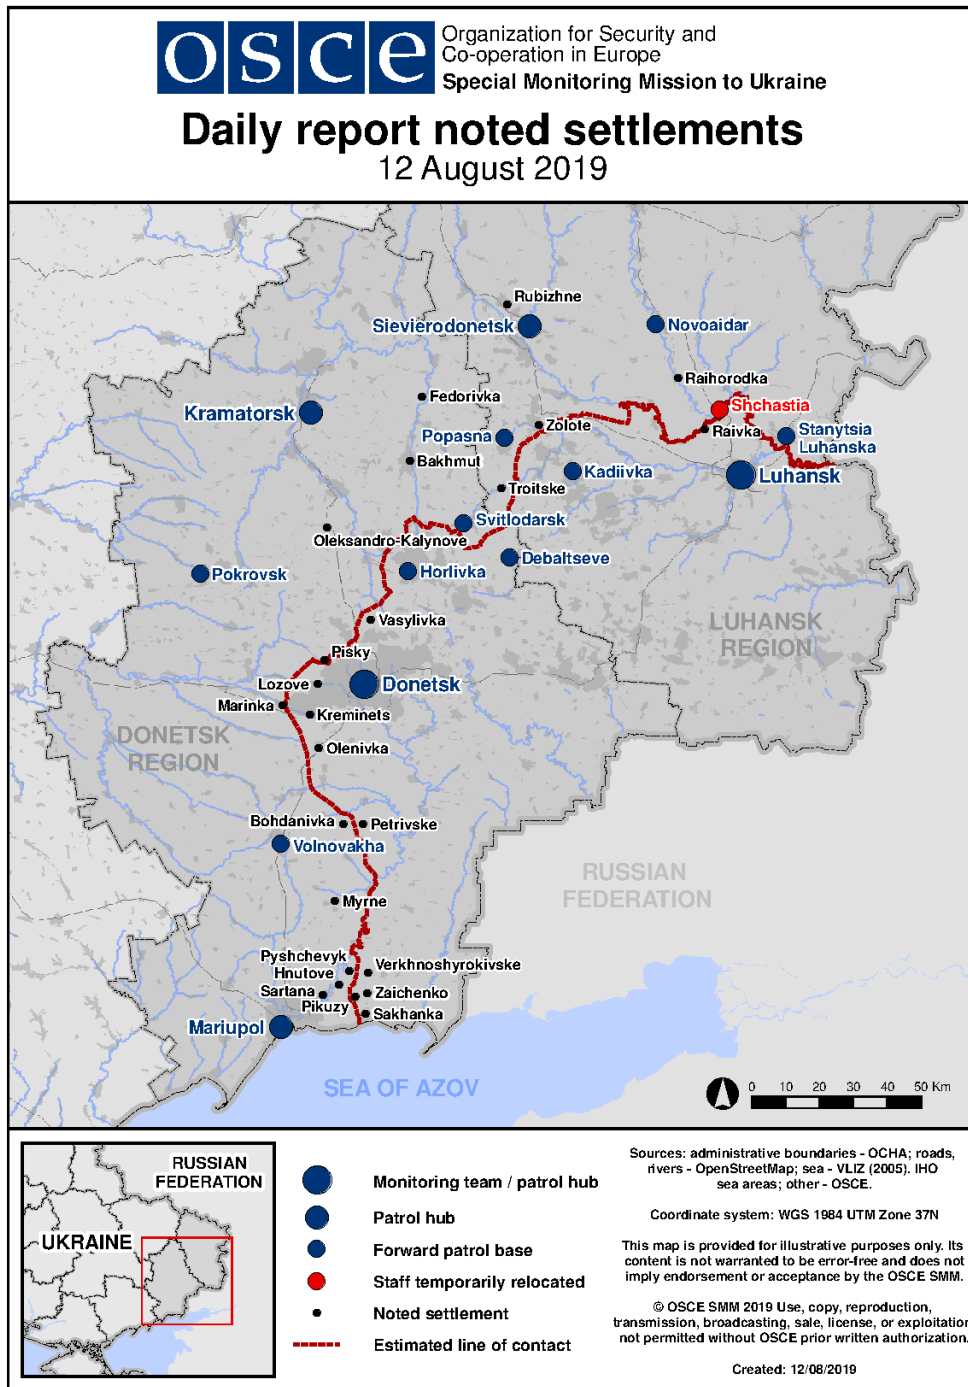 osce
Organization for Security and
Co-operation in Europe
Special Monitoring Mission to Ukraine
Daily report noted settlements
12 August 2019
Rubizhne
Sievierodonetsk
Novoaidar
Raihorodka
Fedorivka
Shchastia
Kramatorsk
Zolote
Raivka
Stanytsia
Luhanska
Popasna
Bakhmut
Kadiivka
Luhansk
Troitske
Svitlodarsk
Oleksandro-Kalynove
Debaltseve
Horlivka
Pokrovsk
Vasylivka
LUHANSK
REGION
Pisky
Lozove
Donetsk
Marinka
Kreminets
DONETSK
REGION
Olenivka
Bohdanivka
Petrivske
Volnovakha
RUSSIAN
FEDERATION
Myrne
Pyshchevyk
Hnutove
Verkhnoshyrokivske
Sartana
Zaichenko
Pikuzy
Sakhanka
Mariupol
SEA OF AZOV
0 10 20 30 40 50 Km
RUSSIAN
FEDERATION
UKRAINE
Monitoring team / patrol hub
Patrol hub
Forward patrol base
Staff temporarily relocated
Noted settlement
Estimated line of contact
Sources: administrative boundaries - OCHA; roads,
rivers - OpenStreetMap; sea - VLIZ (2005). IHO
sea areas; other - OSCE.
Coordinate system: WGS 1984 UTM Zone 37N
This map is provided for illustrative purposes only. Its
content is not warranted to be error-free and does not
imply endorsement or acceptance by the OSCE SMM.
© OSCE SMM 2019 Use, copy, reproduction,
transmission, broadcasting, sale, license, or exploitation
not permitted without OSCE prior written authorization.
Created: 12/08/2019